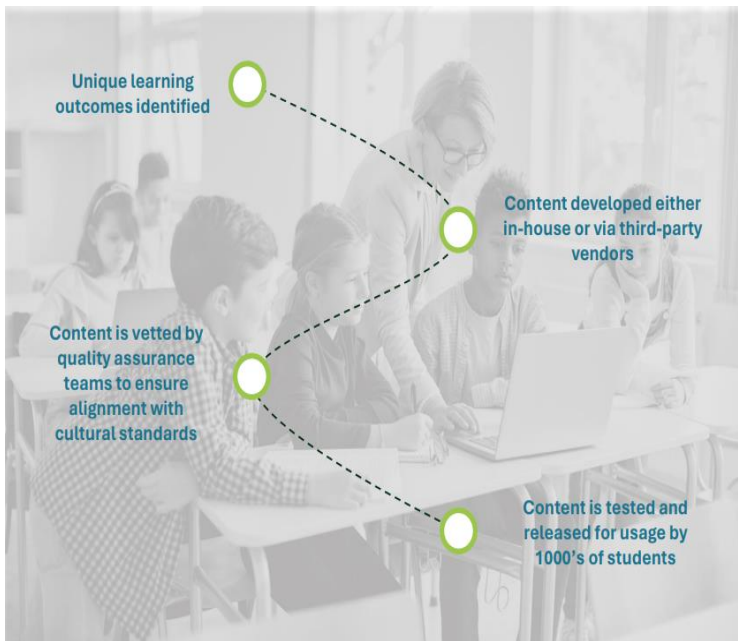 Unique learning
outcomes identified
Content developed either
in-house or via third-party
vendors
Content is vetted by
quality assurance
teams to ensure
alignment with
cultural standards
Content is tested and
released for usage by
1000's of students